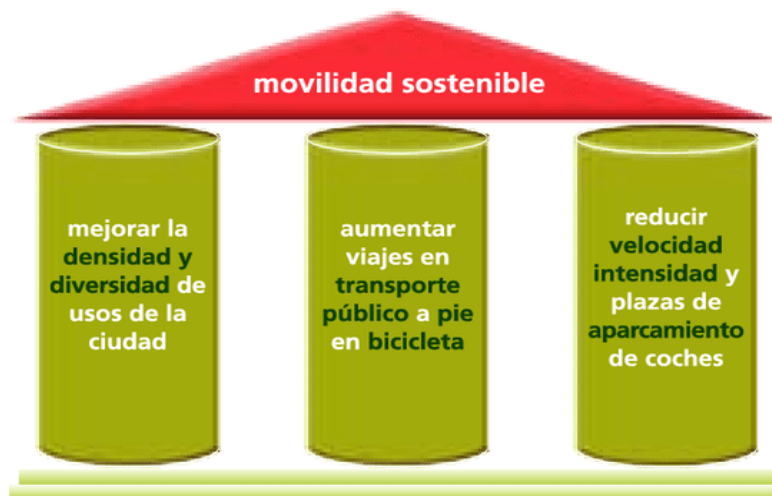 movilidad sostenible
mejorar la
densidad y
diversidad de
usos de la
ciudad
aumentar
viajes en
transporte
público a pie
en bicicleta
reducir
velocidad
intensidad y
plazas de
aparcamiento
de coches